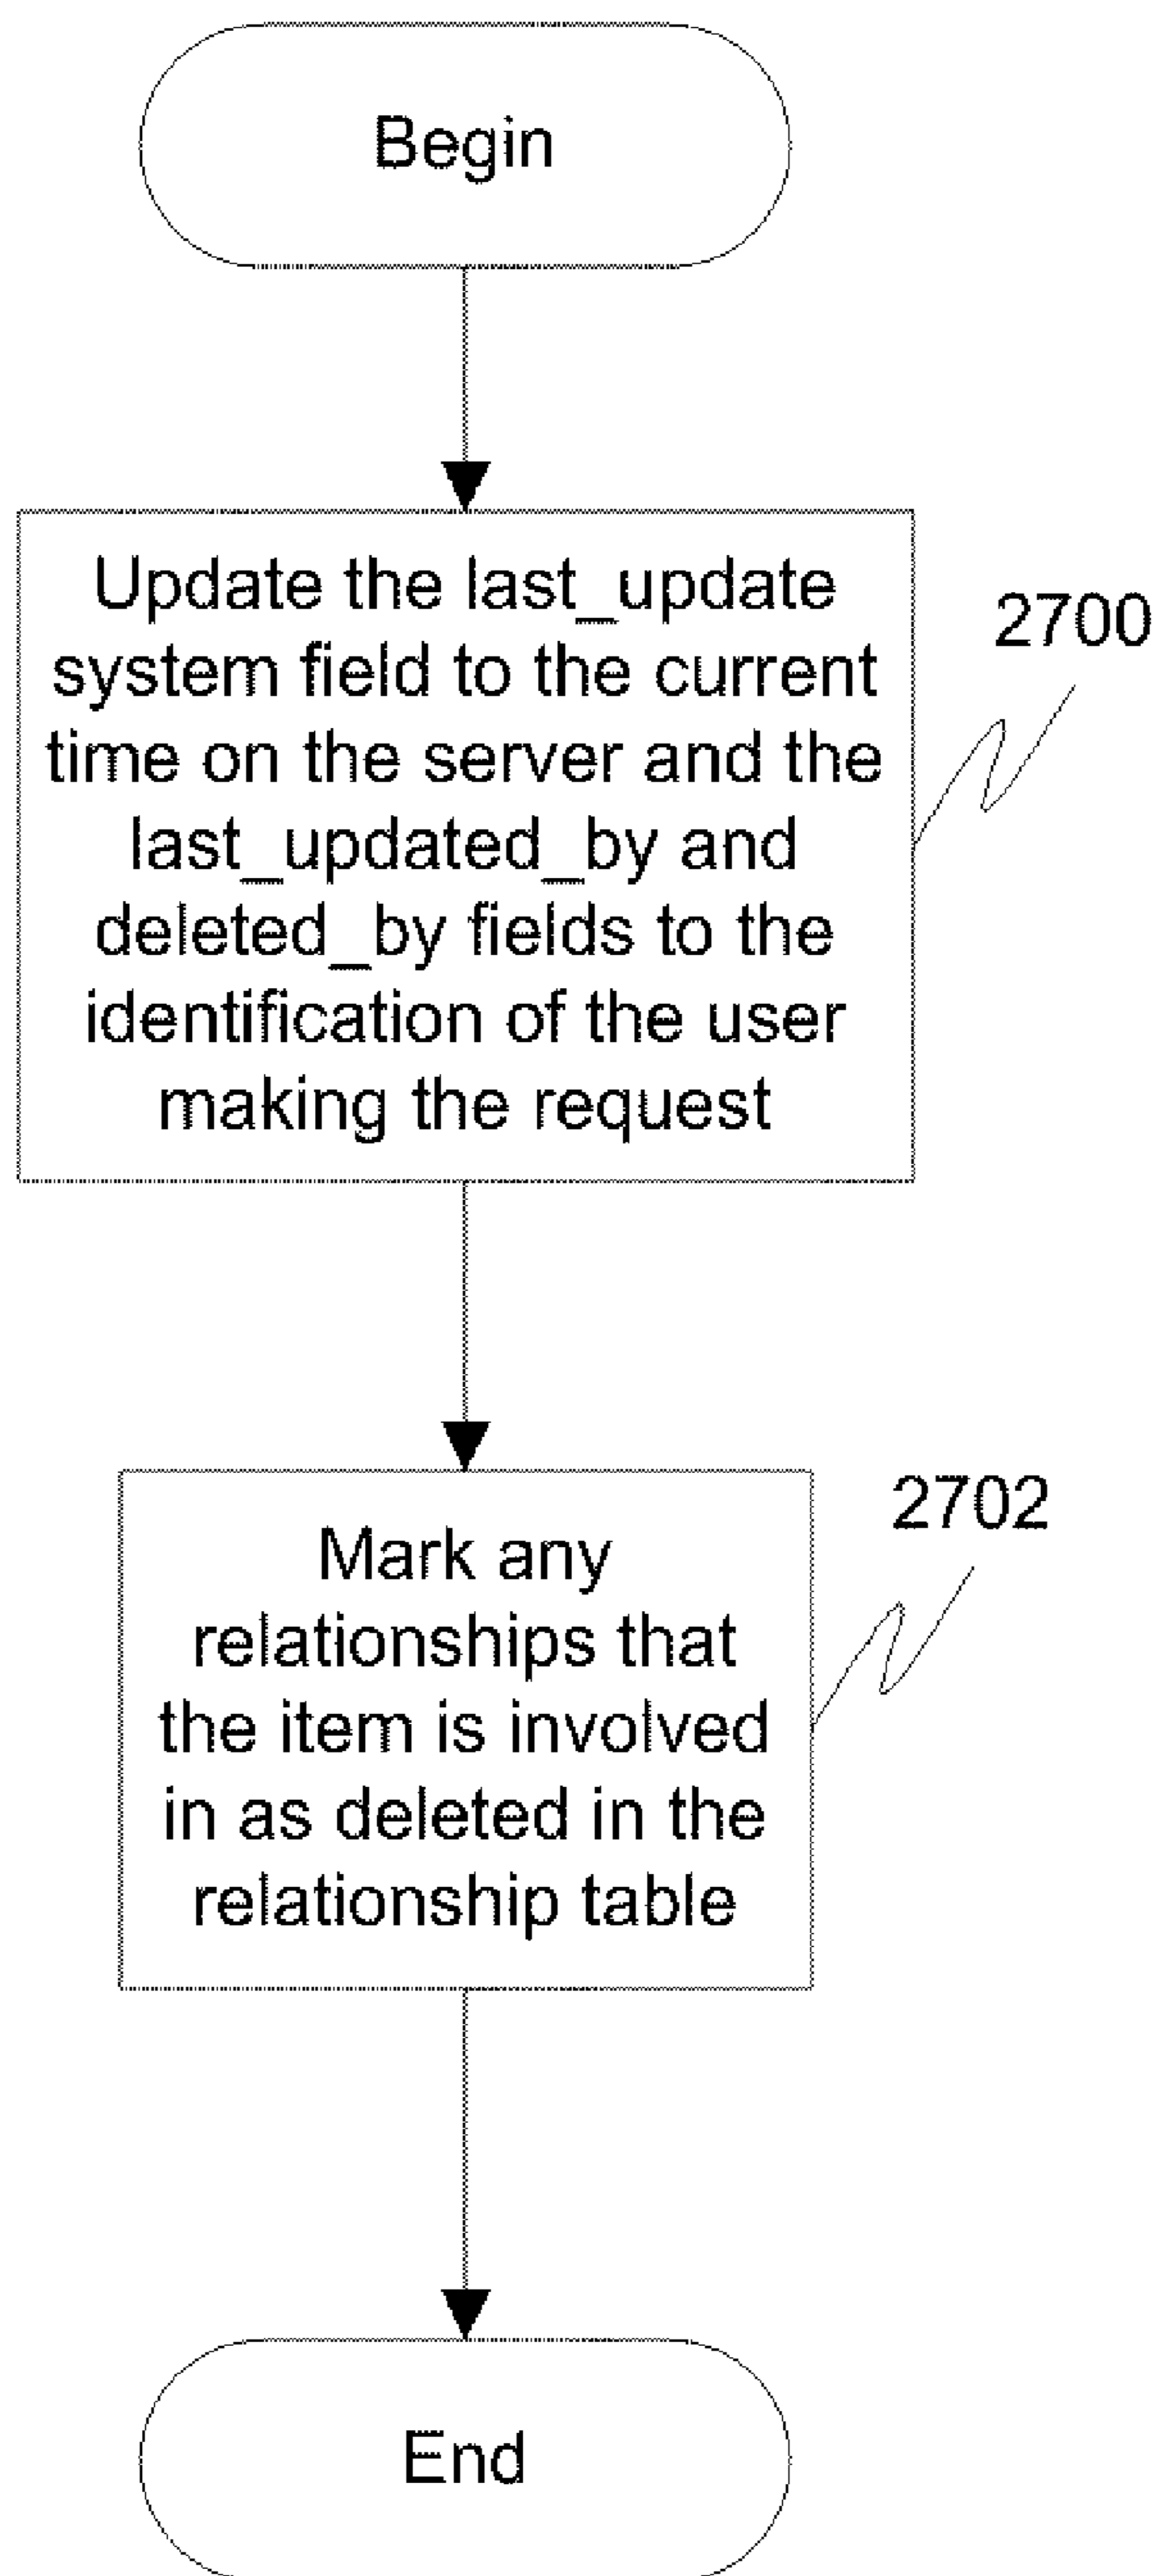 Begin
Update the last_update
system field to the current
time on the server and the
last_updated_by and
deleted_by fields to the
identification of the user
making the request
2700
Mark any
relationships that
the item is involved
in as deleted in the
relationship table
2702
End